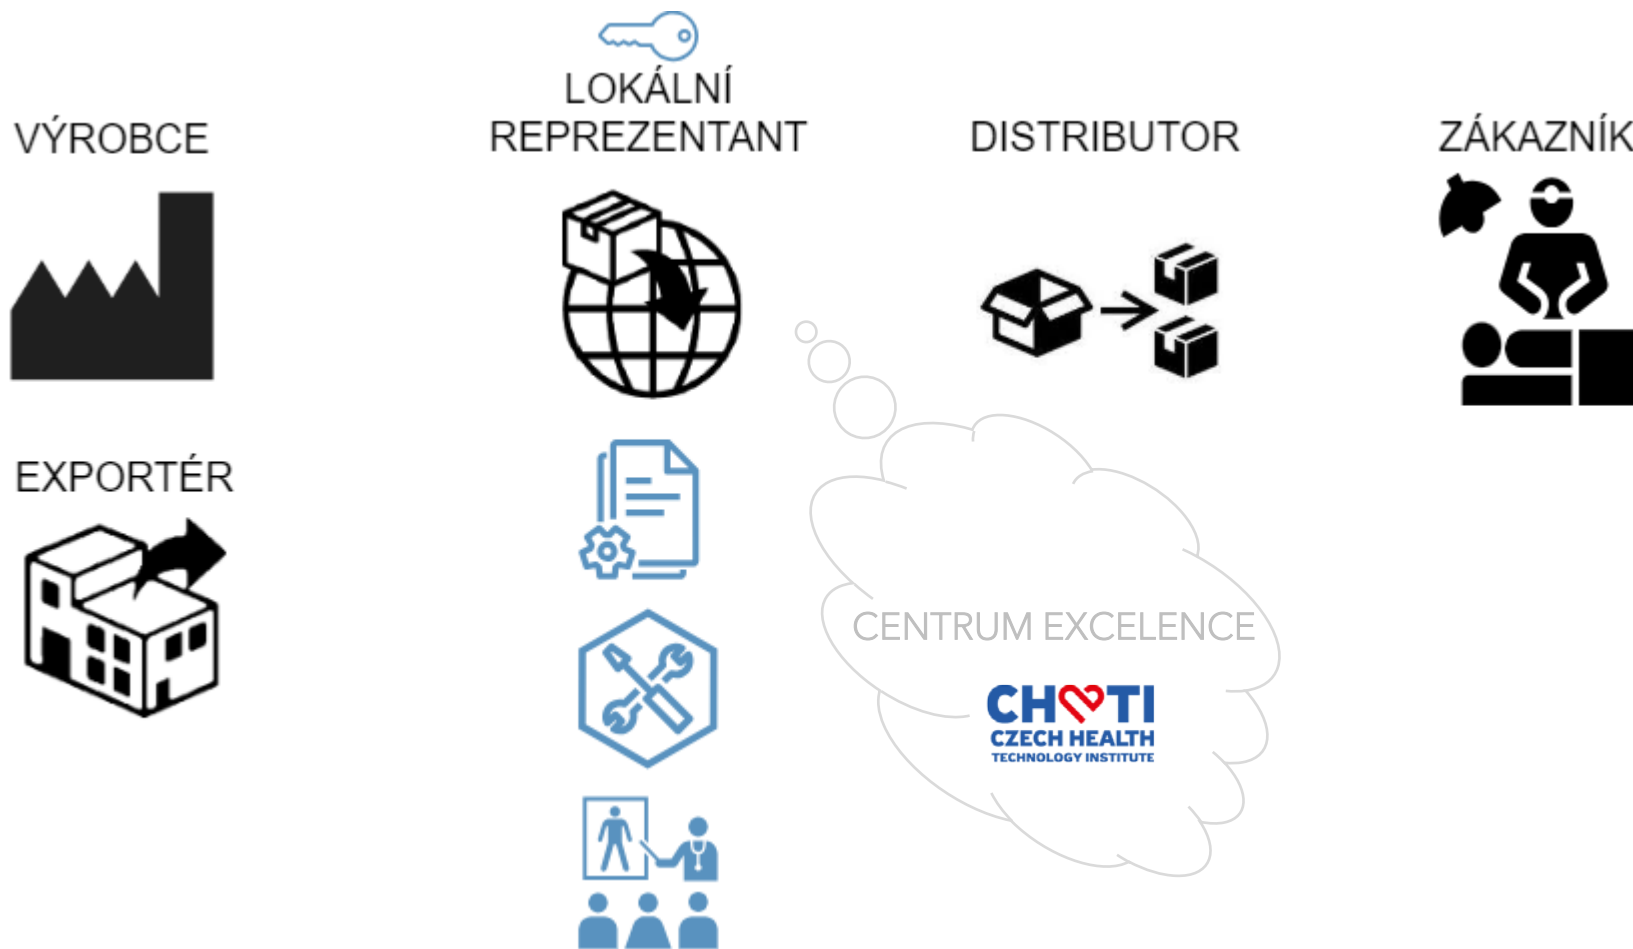 LOKÁLNÍ
VÝROBCE
REPREZENTANT
DISTRIBUTOR
ZÁKAZNÍK
EXPORTÉR
CENTRUM EXCELENCE
CHTI
CZECH HEALTH
TECHNOLOGY INSTITUTE